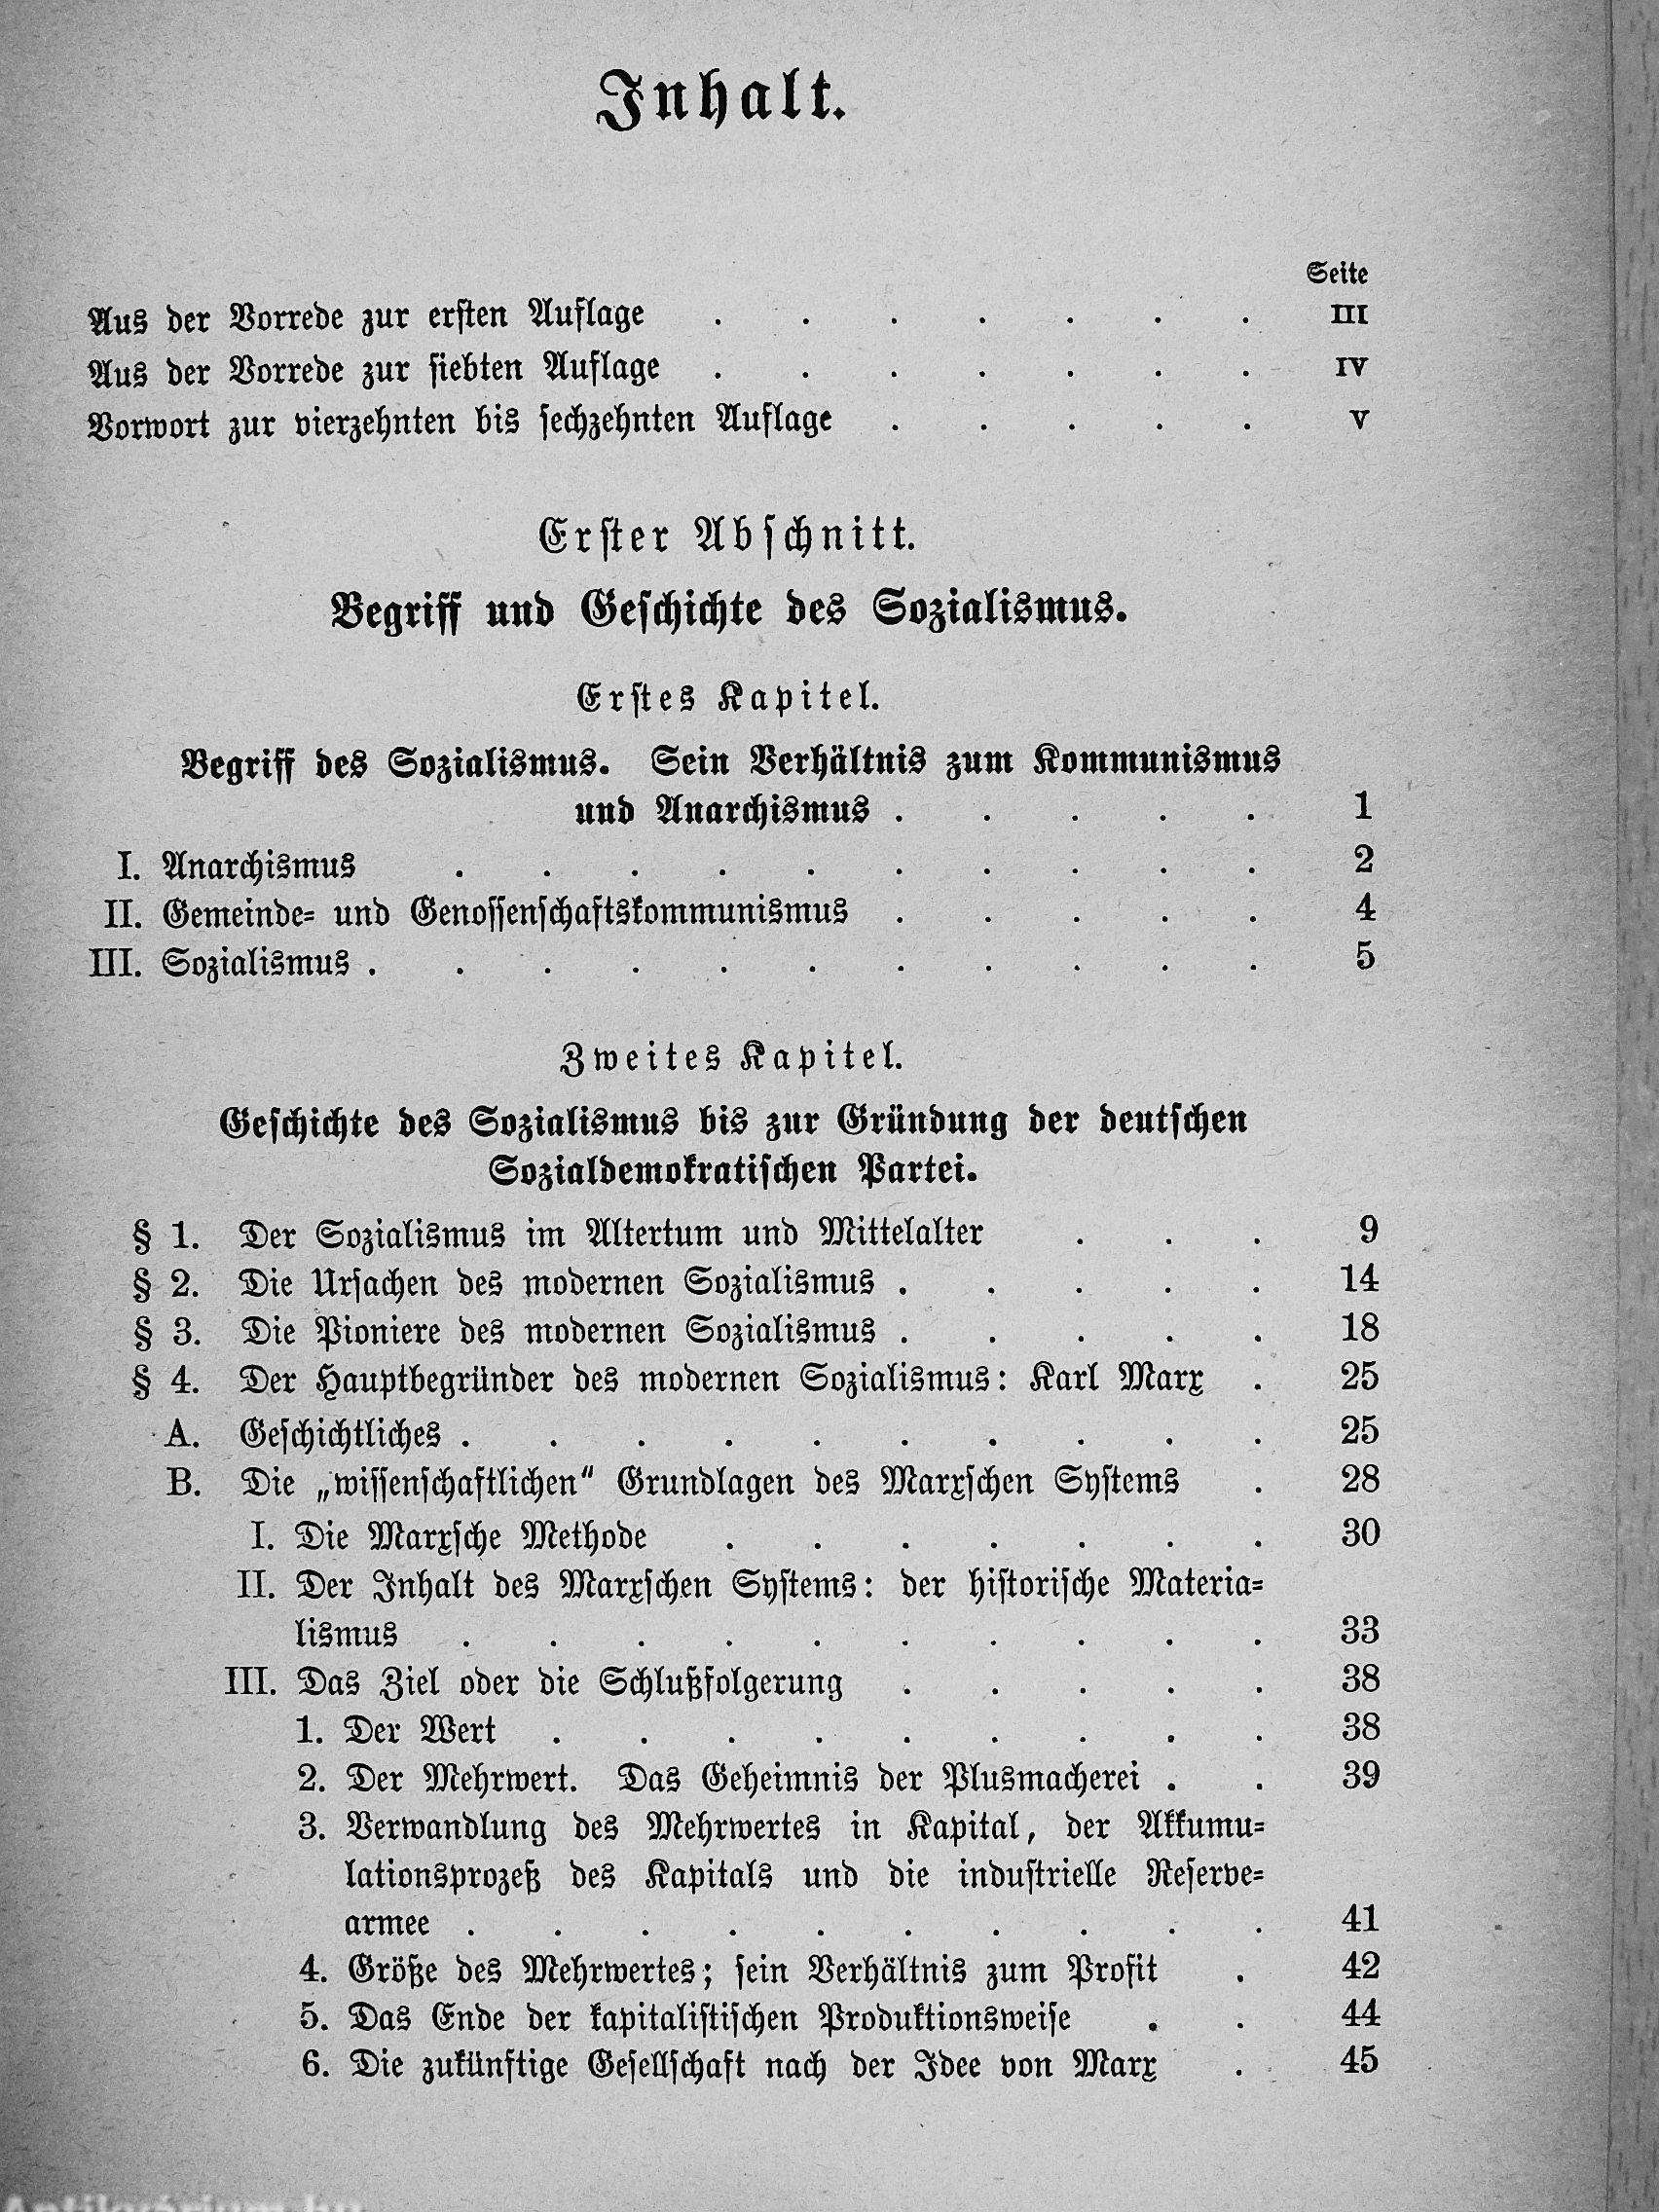 Inhalt.
Seite
Aus der Vorrede zur ersten Auflage . . . . . . . III
Aus der Vorrede zur siebten Auflage . . . . . . . IV
Vorwort zur vierzehnten bis sechzehnten Auflage . . . . . V
Erster Abschnitt.
Begriff und Geschichte des Sozialismus.
Erstes Kapitel.
Begriff des Sozialismus. Sein Verhältnis zum Kommunismus
und Anarchismus . . . . . 1
I. Anarchismus . . . . . . . . . . 2
II. Gemeinde- und Genossenschaftskommunismus . . . . . 4
III. Sozialismus . . . . . . . . . . . 5
Zweites Kapitel.
Geschichte des Sozialismus bis zur Gründung der deutschen
Sozialdemokratischen Partei.
§ 1. Der Sozialismus im Altertum und Mittelalter . . . 9
§ 2. Die Ursachen des modernen Sozialismus . . . . . 14
§ 3. Die Pioniere des modernen Sozialismus . . . . . 18
§ 4. Der Hauptbegründer des modernen Sozialismus: Karl Marx . 25
A. Geschichtliches . . . . . . . . . . 25
B. Die „wissenschaftlichen“ Grundlagen des Marxschen Systems . 28
I. Die Marxsche Methode . . . . . . . 30
II. Der Inhalt des Marxschen Systems: der historische Materia-
lismus . . . . . . . . . . 33
III. Das Ziel oder die Schlußfolgerung . . . . . 38
1. Der Wert . . . . . . . . . 38
2. Der Mehrwert. Das Geheimnis der Plusmacherei . . 39
3. Verwandlung des Mehrwertes in Kapital, der Akkumu-
lationsprozeß des Kapitals und die industrielle Reserve-
armee . . . . . . . . . . 41
4. Größe des Mehrwertes; sein Verhältnis zum Profit . 42
5. Das Ende der kapitalistischen Produktionsweise . . 44
6. Die zukünftige Gesellschaft nach der Idee von Marx . 45
Antikvárium.hu